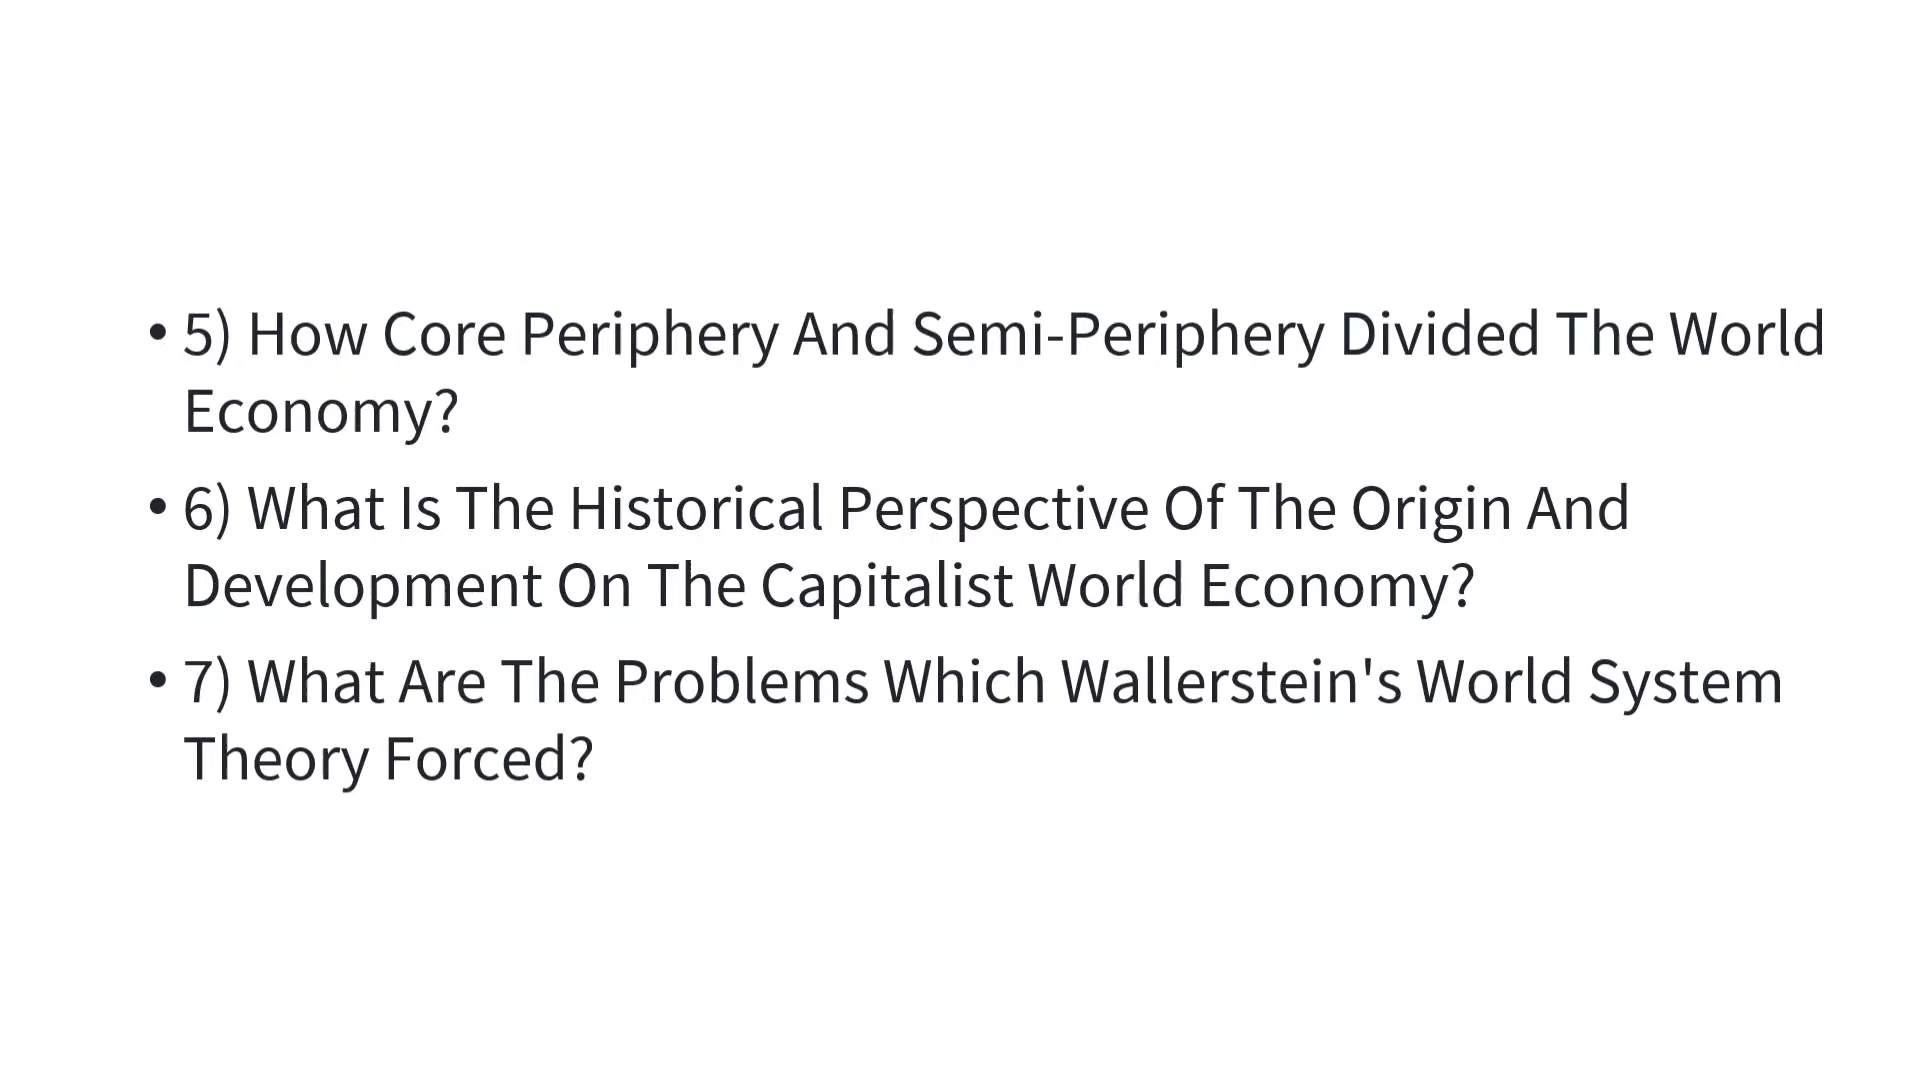 • 5) How Core Periphery And Semi-Periphery Divided The World
Economy?
• 6) What Is The Historical Perspective Of The Origin And
Development On The Capitalist World Economy?
• 7) What Are The Problems Which Wallerstein's World System
Theory Forced?